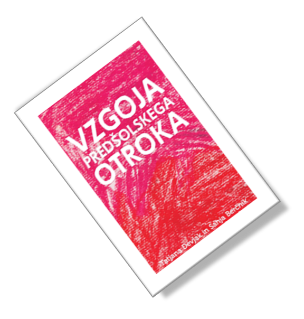 VZGOJA
PREDŠOLSKEGA
OTROKA
Tatjana Devjak in Sanja Berčnik